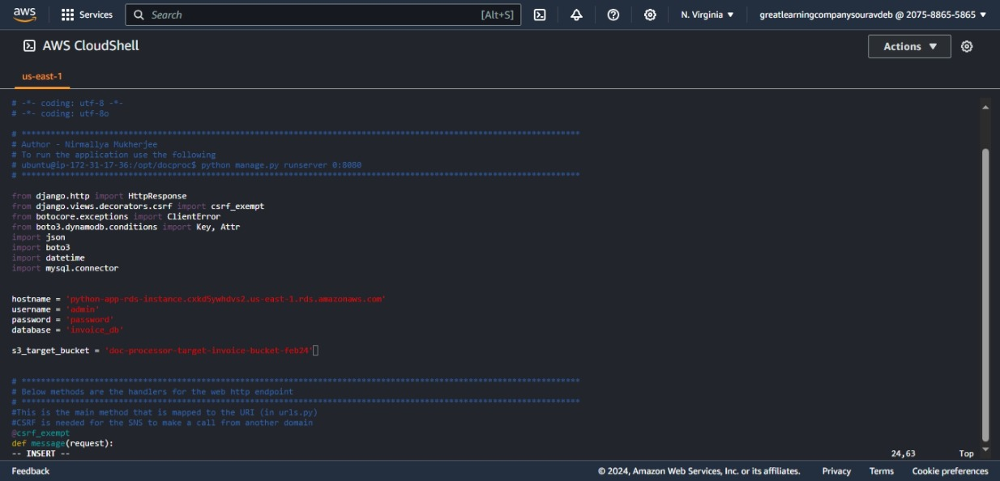 aws
Services
Search
[Alt+S]
N. Virginia
greatlearningcompanysouravdeb @ 2075-8865-5865
AWS CloudShell
Actions
us-east-1
# -*- coding: utf-8 -*-
# -*- coding: utf-8o
# *******************************************************************************************************************
# Author - Nirmallya Mukherjee
# To run the application use the following
# ubuntu@ip-172-31-17-36:/opt/docproc$ python manage.py runserver 0:8080
# *******************************************************************************************************************
from django.http import HttpResponse
from django.views.decorators.csrf import csrf_exempt
from botocore.exceptions import ClientError
from boto3.dynamodb.conditions import Key, Attr
import json
import boto3
import datetime
import mysql.connector
hostname = 'python-app-rds-instance.cxkd5ywhdvs2.us-east-1.rds.amazonaws.com'
username = 'admin'
password = 'password'
database = 'invoice_db'
s3_target_bucket = 'doc-processor-target-invoice-bucket-feb24'
# *******************************************************************************************************************
# Below methods are the handlers for the web http endpoint
# *******************************************************************************************************************
#This is the main method that is mapped to the URI (in urls.py)
#CSRF is needed for the SNS to make a call from another domain
@csrf_exempt
def message(request):
-- INSERT --
24,63
Top
Feedback
© 2024, Amazon Web Services, Inc. or its affiliates.
Privacy
Terms
Cookie preferences